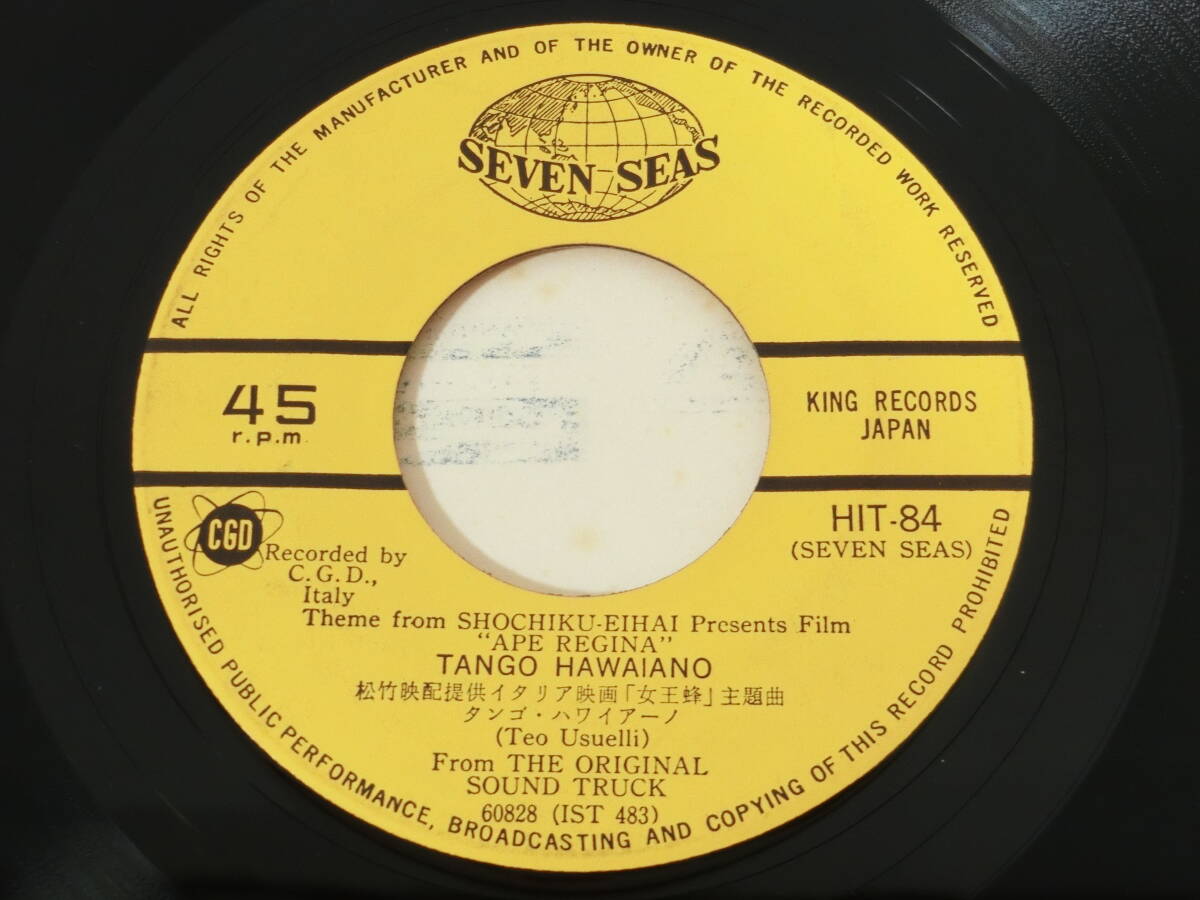 ALL RIGHTS OF THE MANUFACTURER AND OF THE OWNER OF THE RECORDED WORK RESERVED
SEVEN SEAS
45
r.p.m
KING RECORDS
JAPAN
CGD
Recorded by
C.G.D.,
Italy
HIT-84
(SEVEN SEAS)
Theme from SHOCHIKU-EIHAI Presents Film
"APE REGINA"
TANGO HAWAIANO
松竹映配提供イタリア映画「女王蜂」主題曲
タンゴ・ハワイアーノ
(Teo Usuelli)
From THE ORIGINAL
SOUND TRUCK
60828 (IST 483)
UNAUTHORISED PUBLIC PERFORMANCE, BROADCASTING AND COPYING OF THIS RECORD PROHIBITED